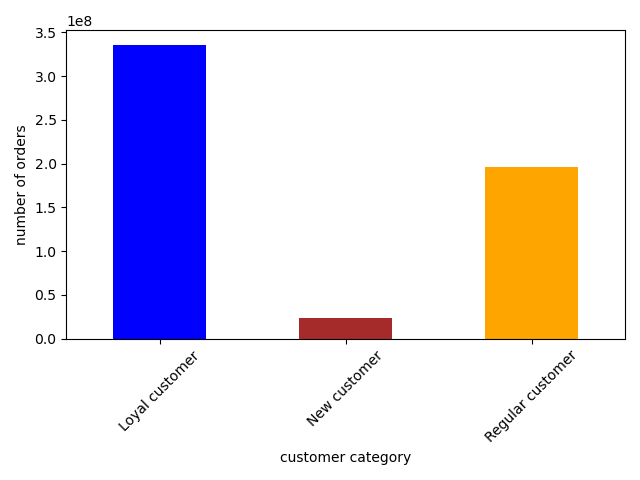 1e8
3.5
3.0
2.5
2.0
1.5
1.0
0.5
0.0
number of orders
Loyal customer
New customer
Regular customer
customer category